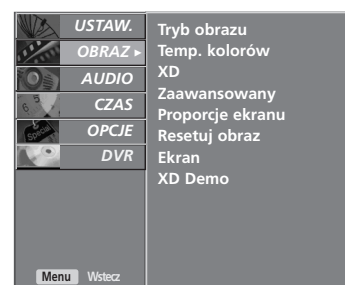 USTAW.
OBRAZ ▸
AUDIO
CZAS
OPCJE
DVR
Tryb obrazu
Temp. kolorów
XD
Zaawansowany
Proporcje ekranu
Resetuj obraz
Ekran
XD Demo
Special
Menu Wstecz